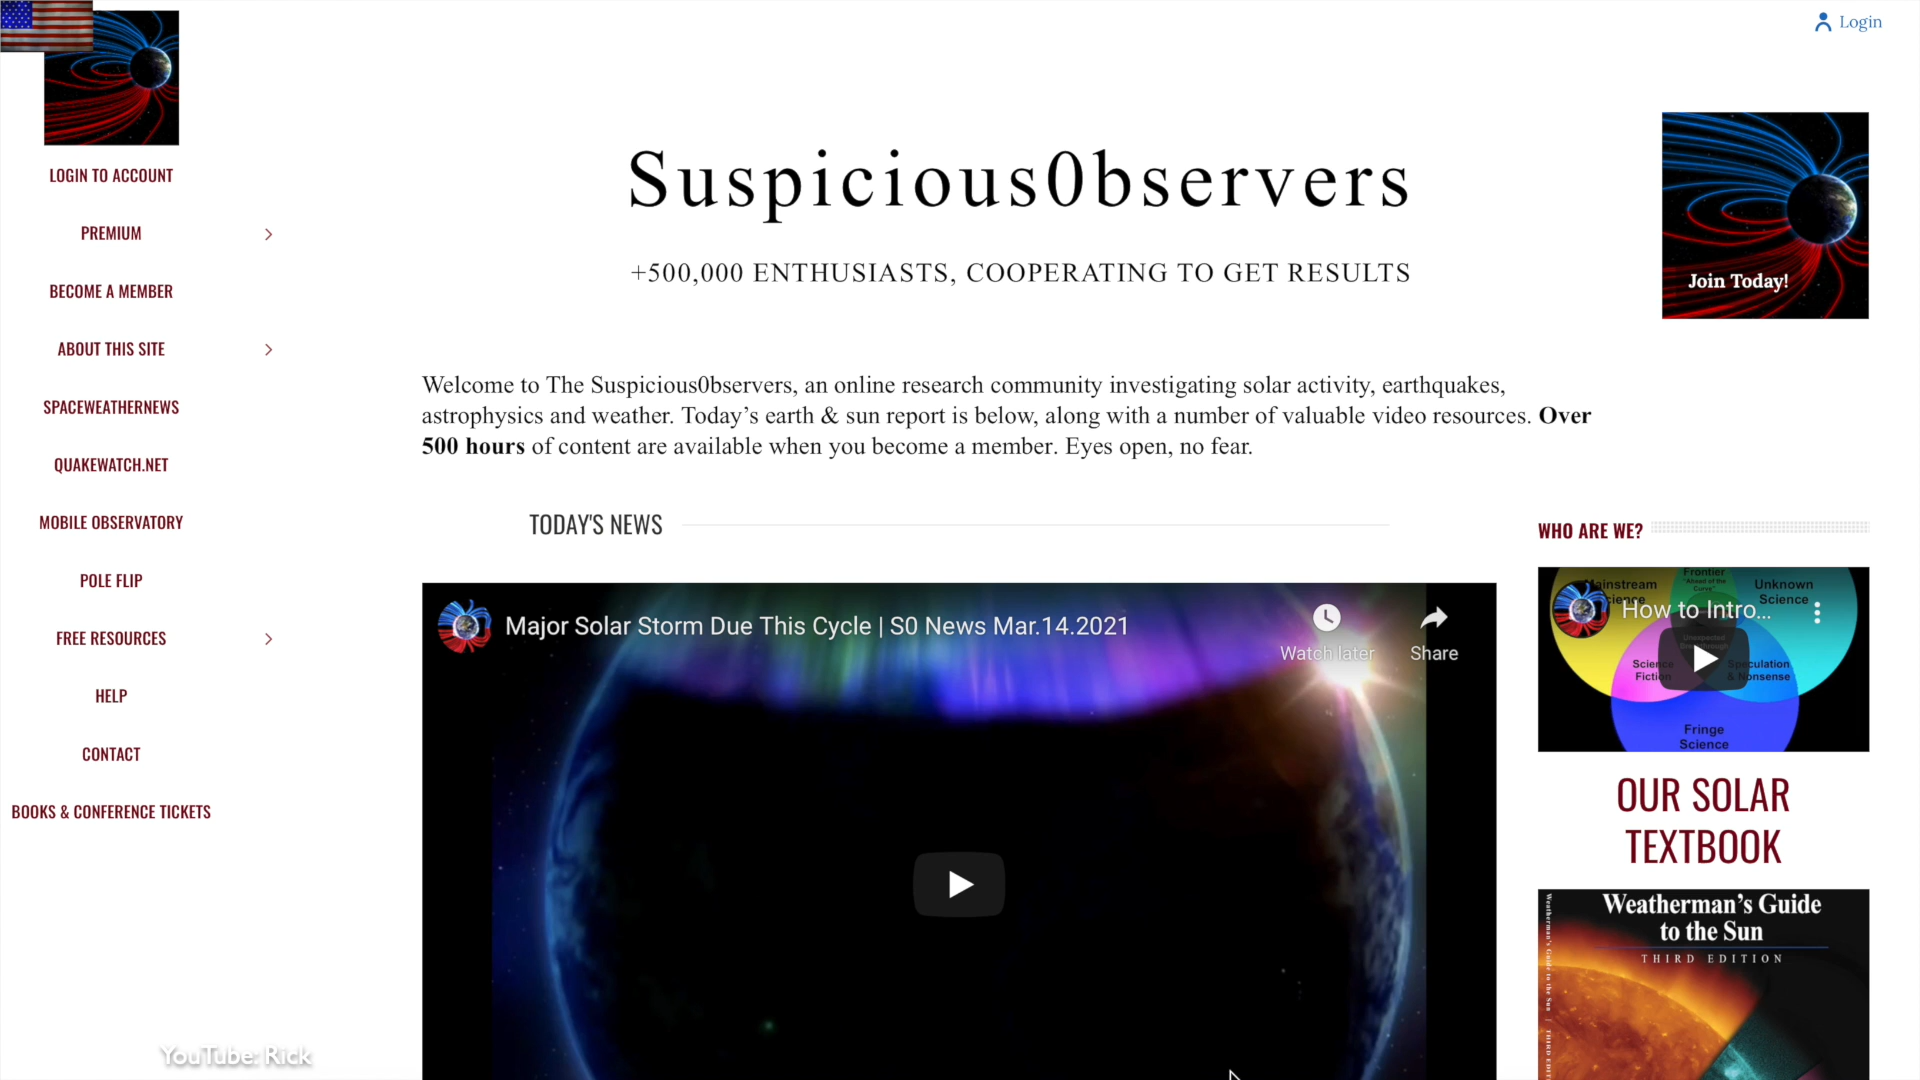 Login
LOGIN TO ACCOUNT
PREMIUM
BECOME A MEMBER
ABOUT THIS SITE
SPACEWEATHERNEWS
QUAKEWATCH.NET
MOBILE OBSERVATORY
POLE FLIP
FREE RESOURCES
HELP
CONTACT
BOOKS & CONFERENCE TICKETS
Suspicious0bservers
+500,000 ENTHUSIASTS, COOPERATING TO GET RESULTS
Join Today!
Welcome to The Suspicious0bservers, an online research community investigating solar activity, earthquakes,
astrophysics and weather. Today's earth & sun report is below, along with a number of valuable video resources. Over
500 hours of content are available when you become a member. Eyes open, no fear.
TODAY'S NEWS
Major Solar Storm Due This Cycle | S0 News Mar.14.2021
Watch later
Share
WHO ARE WE?
Mainstream
Science
Frontier
"Ahead of the
Curve"
Unknown
Science
How to Intro...
Unexpected
Science
Fiction
Speculation
& Nonsense
Fringe
Science
OUR SOLAR
TEXTBOOK
Weatherman's Guide
to the Sun
THIRD EDITION
Weatherman's Guide to the Sun
YouTube: Rick